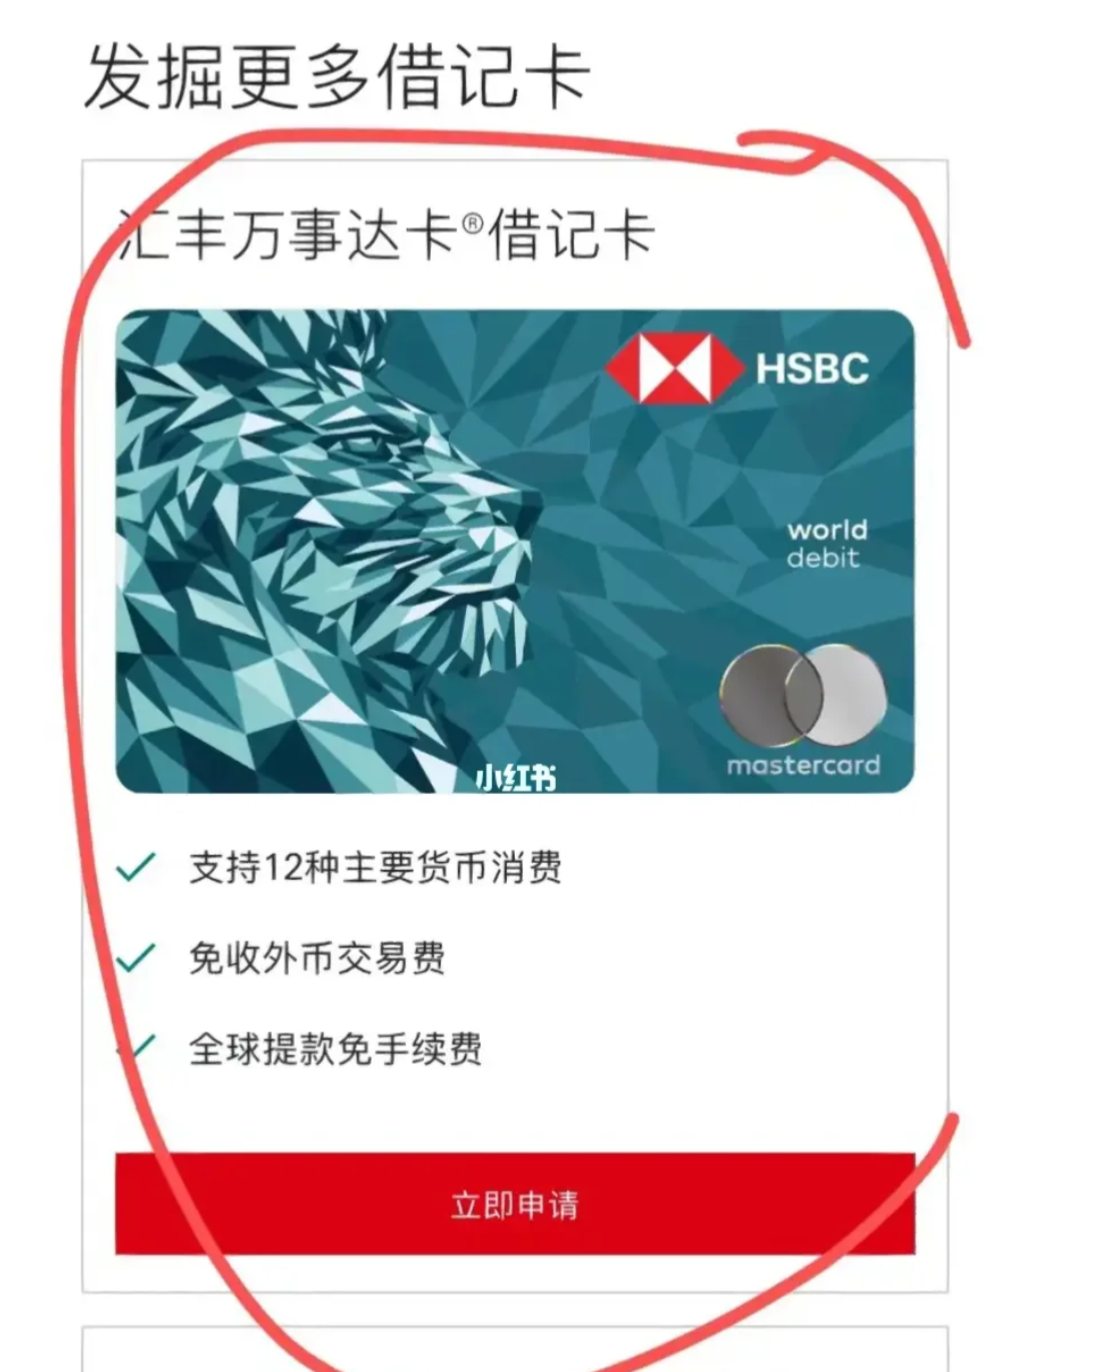 发掘更多借记卡
汇丰万事达卡®借记卡
HSBC
world
debit
mastercard
小红书
支持12种主要货币消费
免收外币交易费
全球提款免手续费
立即申请